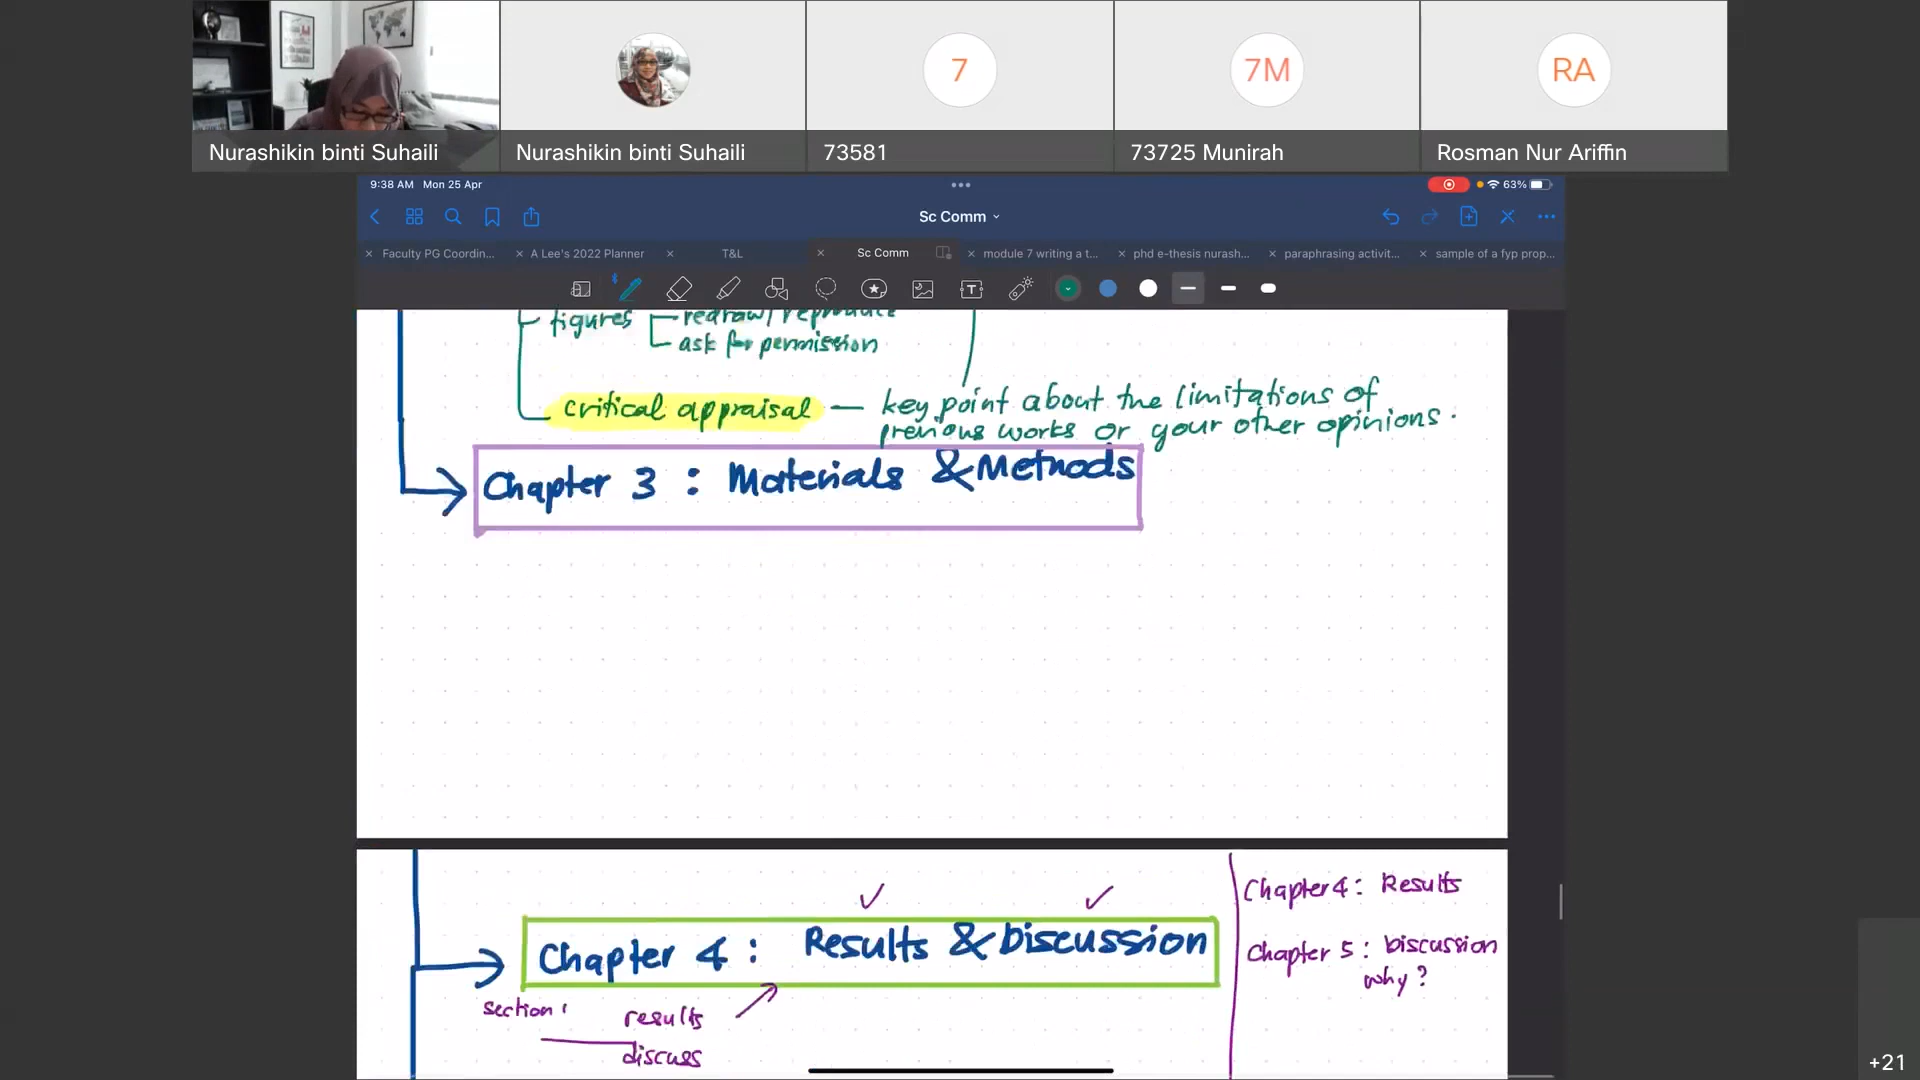 7
7M
RA
Nurashikin binti Suhaili
Nurashikin binti Suhaili
73581
73725 Munirah
Rosman Nur Ariffin
9:38 AM Mon 25 Apr
63%
Sc Comm
Faculty PG Coordin...
A Lee's 2022 Planner
T&L
Sc Comm
module 7 writing a t...
phd e-thesis nurash...
paraphrasing activit...
sample of a fyp prop...
figures
redraw/reproduce
ask for permission
critical appraisal — key point about the limitations of
previous works or your other opinions.
Chapter 3 : Materials & Methods
Chapter 4 : Results & Discussion
Chapter 4 : Results
Chapter 5 : Discussion
why?
section 1
results
discuss
+21